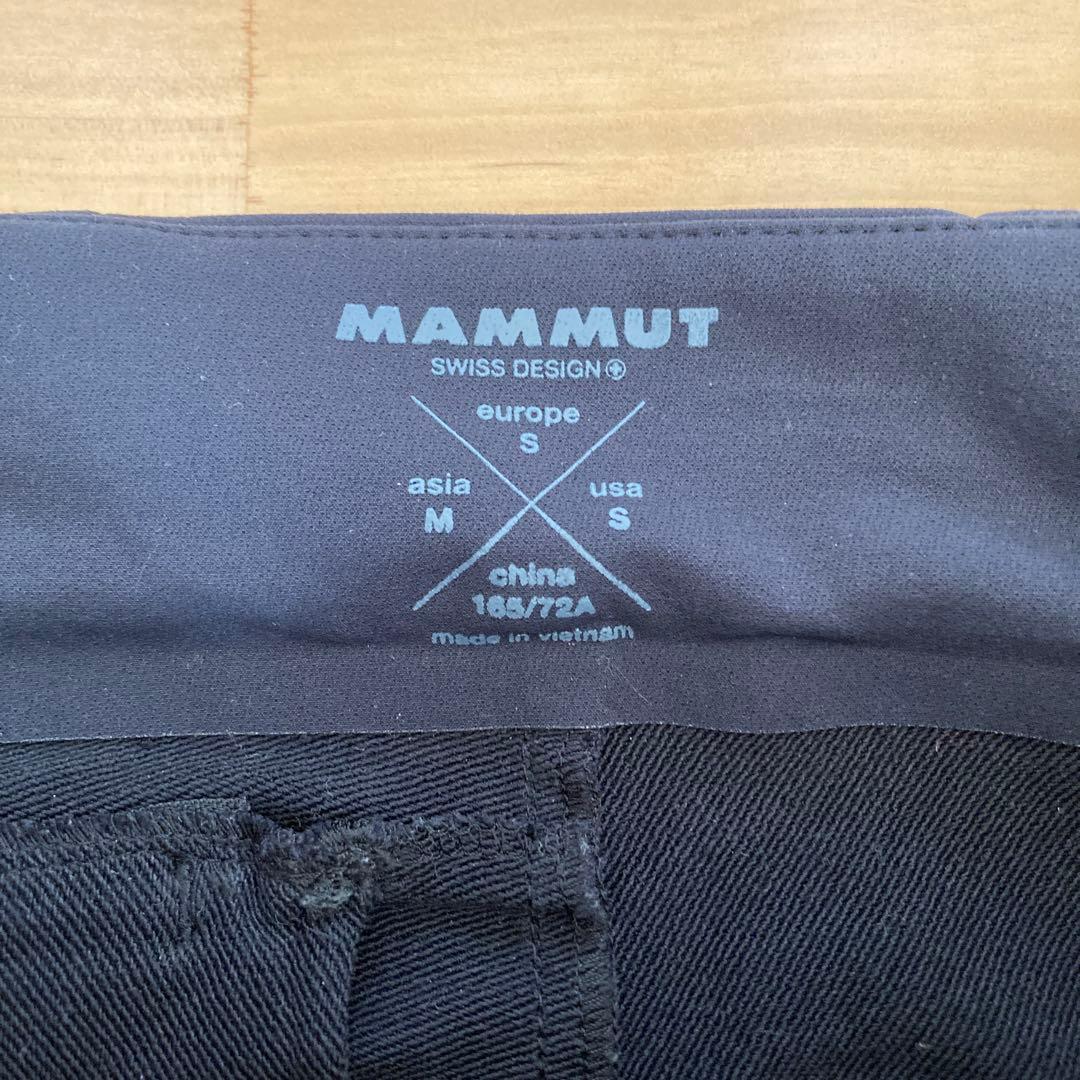 MAMMUT
SWISS DESIGN
europe
S
asia
usa
M
S
china
165/72A
made in vietnam